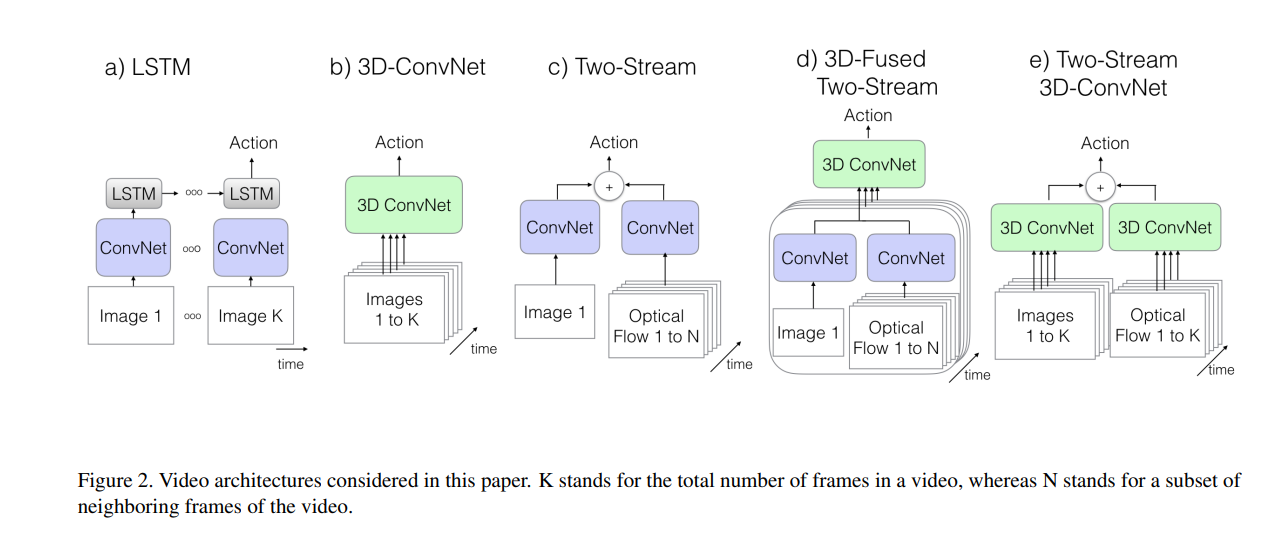 a) LSTM
Action
LSTM
LSTM
ConvNet
ConvNet
Image 1
Image K
time
b) 3D-ConvNet
Action
3D ConvNet
Images
1 to K
time
c) Two-Stream
Action
+
ConvNet
ConvNet
Image 1
Optical
Flow 1 to N
time
d) 3D-Fused
Two-Stream
Action
3D ConvNet
ConvNet
ConvNet
Image 1
Optical
Flow 1 to N
time
e) Two-Stream
3D-ConvNet
Action
+
3D ConvNet
3D ConvNet
Images
1 to K
Optical
Flow 1 to K
time
Figure 2. Video architectures considered in this paper. K stands for the total number of frames in a video, whereas N stands for a subset of
neighboring frames of the video.